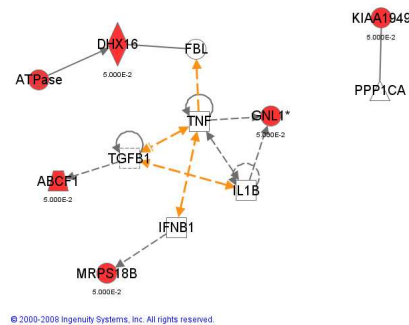 KIAA1949
5.000E-2
DHX16
FBL
5.000E-2
ATPase
PPP1CA
GNL1*
5.000E-2
TNF
TGFB1
ABCF1
5.000E-2
IL1B
IFNB1
MRPS18B
5.000E-2
© 2000-2008 Ingenuity Systems, Inc. All rights reserved.